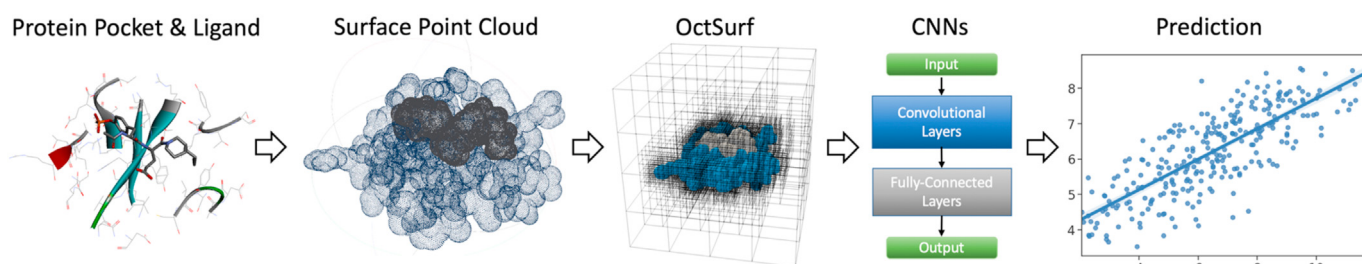 Protein Pocket & Ligand
Surface Point Cloud
OctSurf
CNNs
Prediction
Input
Convolutional
Layers
Fully-Connected
Layers
Output
8
7
6
5
4